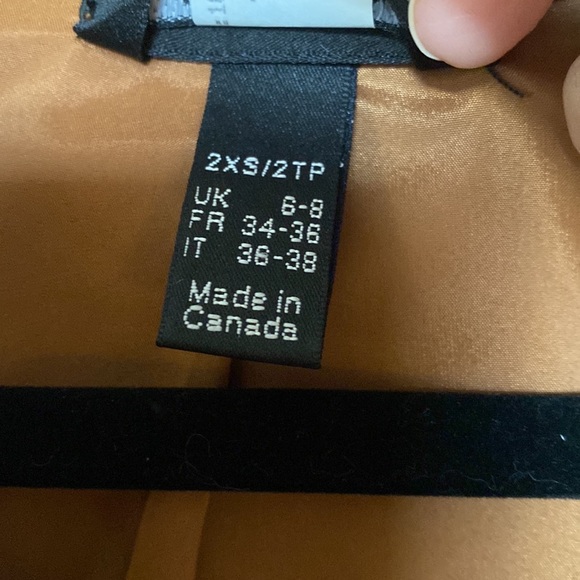 2XS/2TP
UK 6-8
FR 34-36
IT 36-38
Made in
Canada